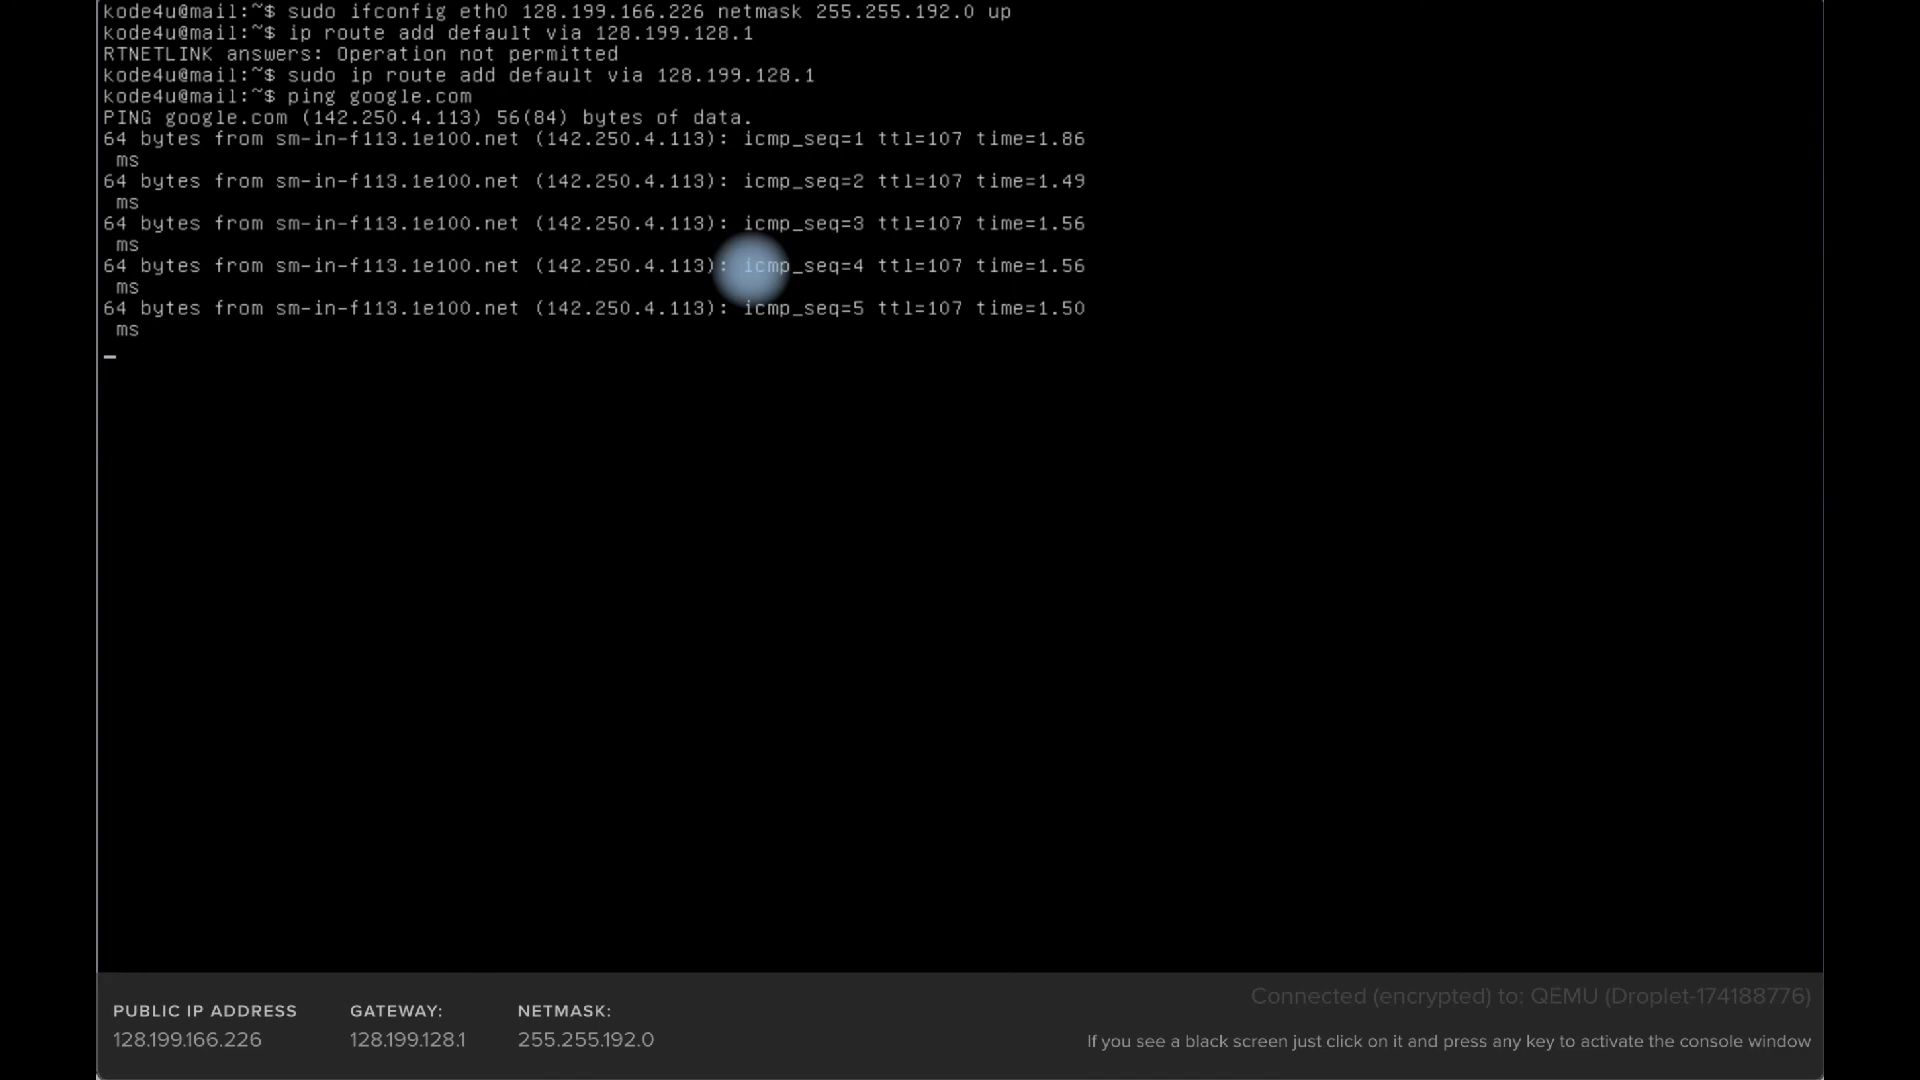 kode4u@mail:~$ sudo ifconfig eth0 128.199.166.226 netmask 255.255.192.0 up
kode4u@mail:~$ ip route add default via 128.199.128.1
RTNETLINK answers: Operation not permitted
kode4u@mail:~$ sudo ip route add default via 128.199.128.1
kode4u@mail:~$ ping google.com
PING google.com (142.250.4.113) 56(84) bytes of data.
64 bytes from sm-in-f113.1e100.net (142.250.4.113): icmp_seq=1 ttl=107 time=1.86
ms
64 bytes from sm-in-f113.1e100.net (142.250.4.113): icmp_seq=2 ttl=107 time=1.49
ms
64 bytes from sm-in-f113.1e100.net (142.250.4.113): icmp_seq=3 ttl=107 time=1.56
ms
64 bytes from sm-in-f113.1e100.net (142.250.4.113): icmp_seq=4 ttl=107 time=1.56
ms
64 bytes from sm-in-f113.1e100.net (142.250.4.113): icmp_seq=5 ttl=107 time=1.50
ms
PUBLIC IP ADDRESS
128.199.166.226
GATEWAY:
128.199.128.1
NETMASK:
255.255.192.0
Connected (encrypted) to: QEMU (Droplet-174188776)
If you see a black screen just click on it and press any key to activate the console window